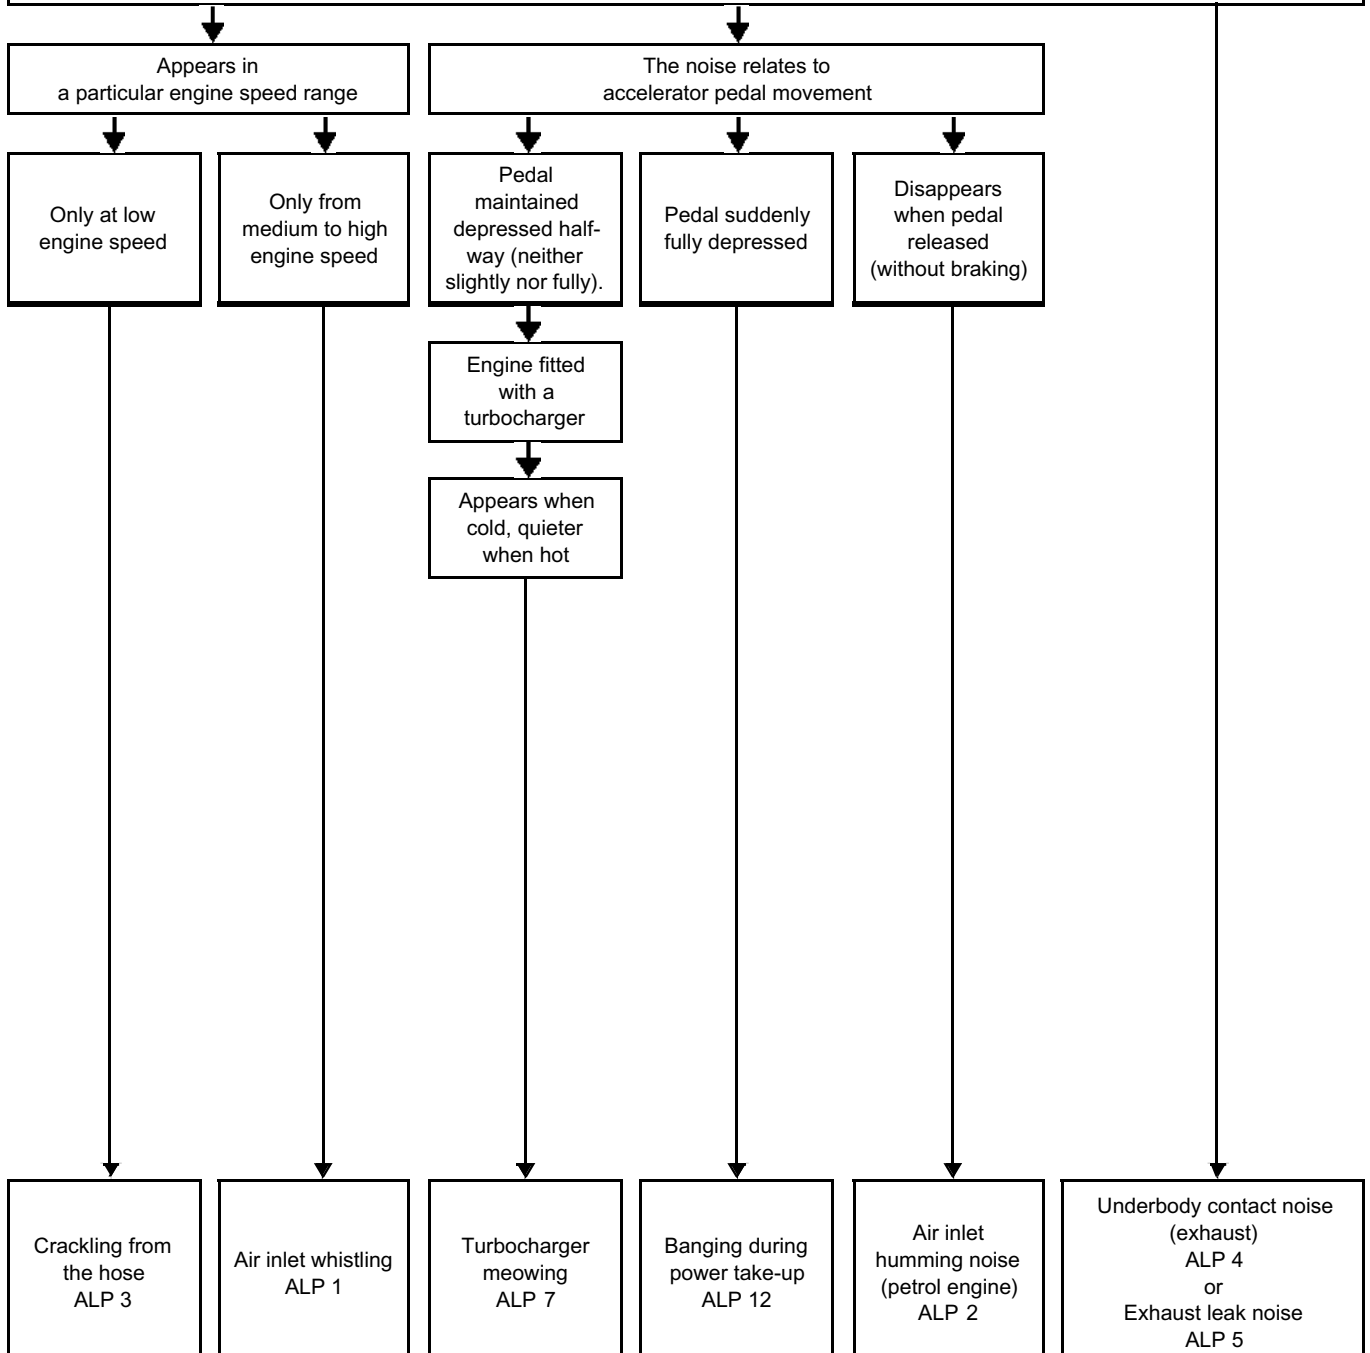 Appears in
a particular engine speed range
The noise relates to
accelerator pedal movement
Only at low
engine speed
Only from
medium to high
engine speed
Pedal
maintained
depressed half-
way (neither
slightly nor fully).
Pedal suddenly
fully depressed
Disappears
when pedal
released
(without braking)
Engine fitted
with a
turbocharger
Appears when
cold, quieter
when hot
Crackling from
the hose
ALP 3
Air inlet whistling
ALP 1
Turbocharger
meowing
ALP 7
Banging during
power take-up
ALP 12
Air inlet
humming noise
(petrol engine)
ALP 2
Underbody contact noise
(exhaust)
ALP 4
or
Exhaust leak noise
ALP 5